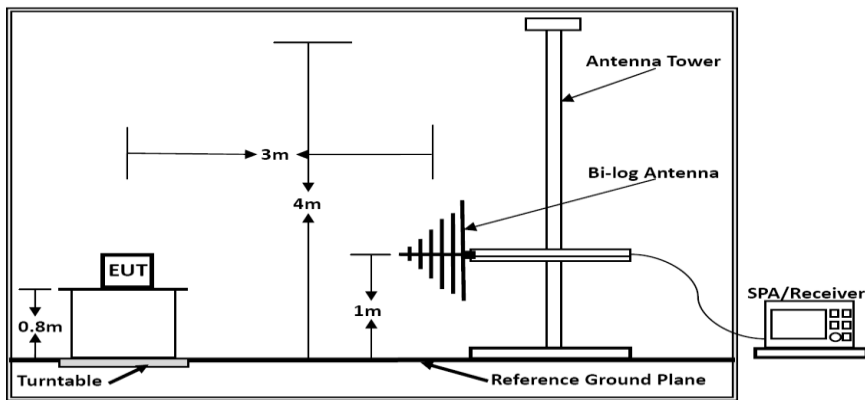 Antenna Tower
3m
Bi-log Antenna
4m
EUT
SPA/Receiver
1m
0.8m
Turntable
Reference Ground Plane